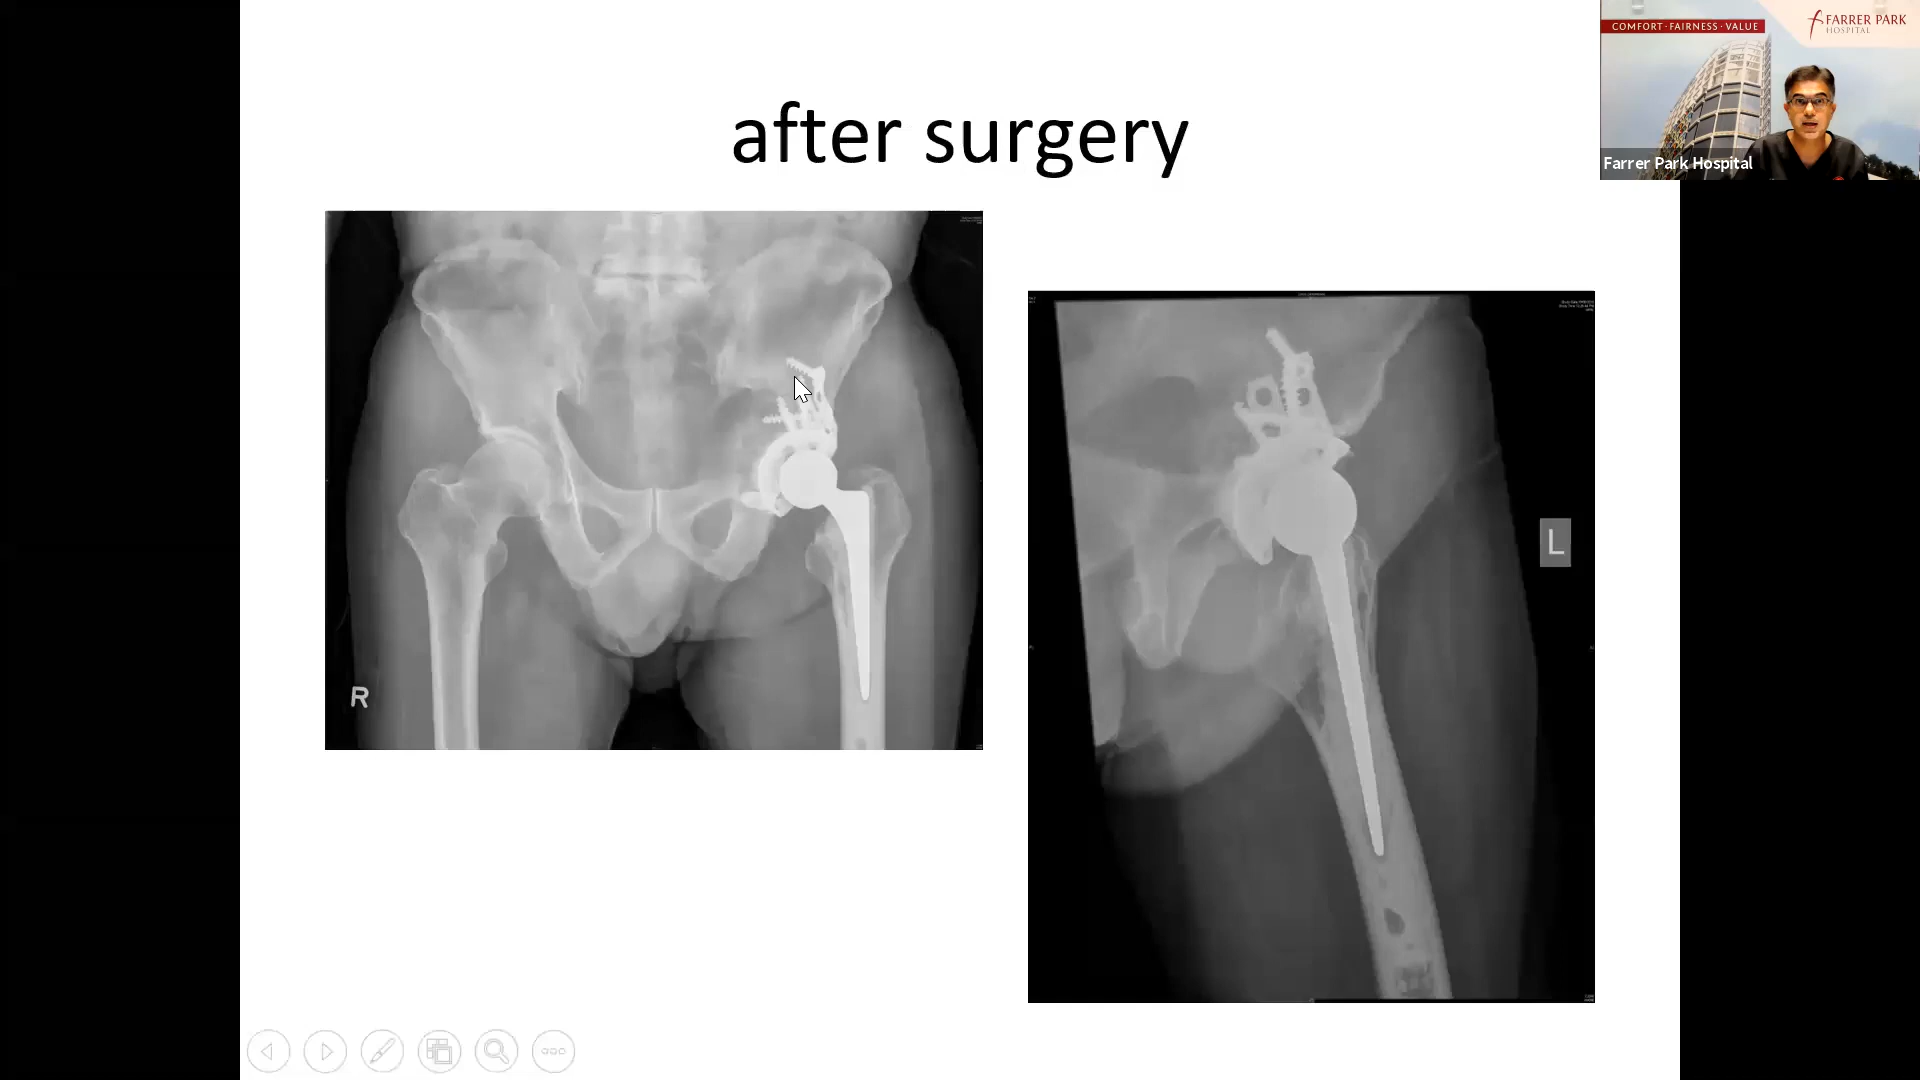 COMFORT · FAIRNESS · VALUE
FARRER PARK
HOSPITAL
Farrer Park Hospital
after surgery
R
L